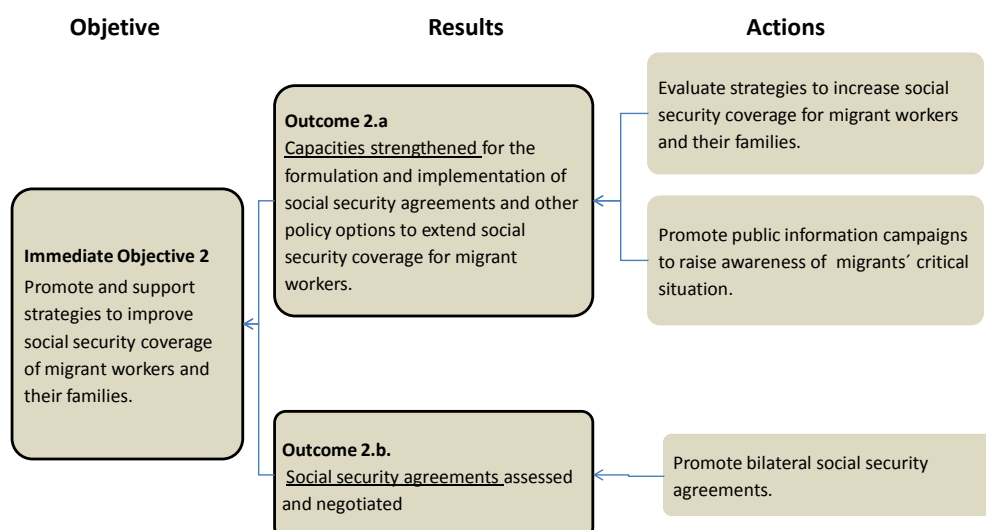 Objetive
Results
Actions
Immediate Objective 2
Promote and support
strategies to improve
social security coverage
of migrant workers and
their families.
Outcome 2.a
Capacities strengthened for the
formulation and implementation of
social security agreements and other
policy options to extend social
security coverage for migrant
workers.
Evaluate strategies to increase social
security coverage for migrant workers
and their families.
Promote public information campaigns
to raise awareness of migrants´ critical
situation.
Outcome 2.b.
Social security agreements assessed
and negotiated
Promote bilateral social security
agreements.